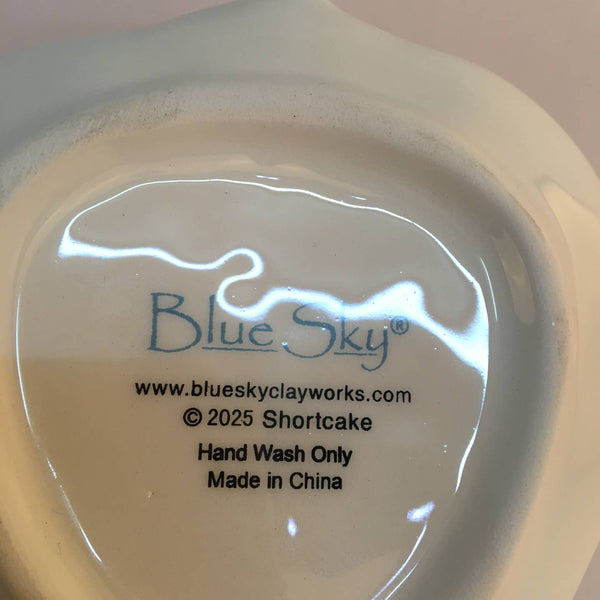 Blue Sky®
www.blueskyclayworks.com
© 2025 Shortcake
Hand Wash Only
Made in China